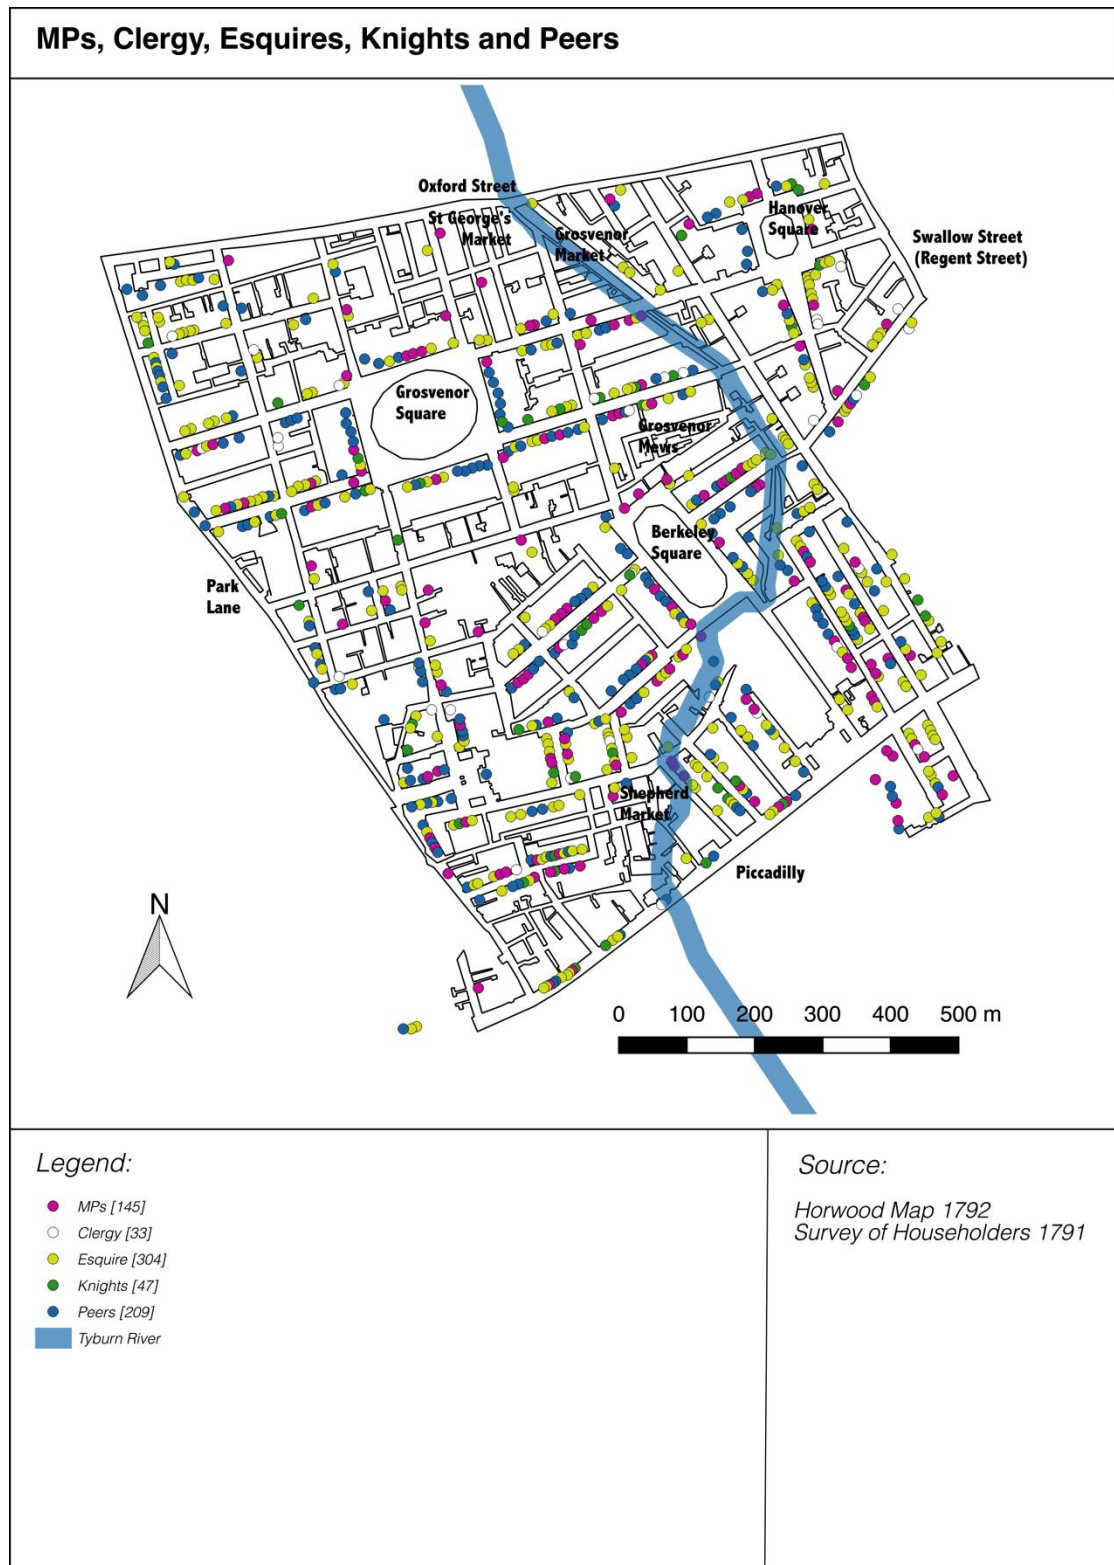 MPs, Clergy, Esquires, Knights and Peers
Oxford Street
St George's
Market
Grosvenor
Market
Hanover
Square
Swallow Street
(Regent Street)
Grosvenor
Square
Grosvenor
Mews
Berkeley
Square
Park
Lane
Shepherd
Market
Piccadilly
N
0 100 200 300 400 500 m
Legend:
MPs [145]
Clergy [33]
Esquire [304]
Knights [47]
Peers [209]
Tyburn River
Source:
Horwood Map 1792
Survey of Householders 1791